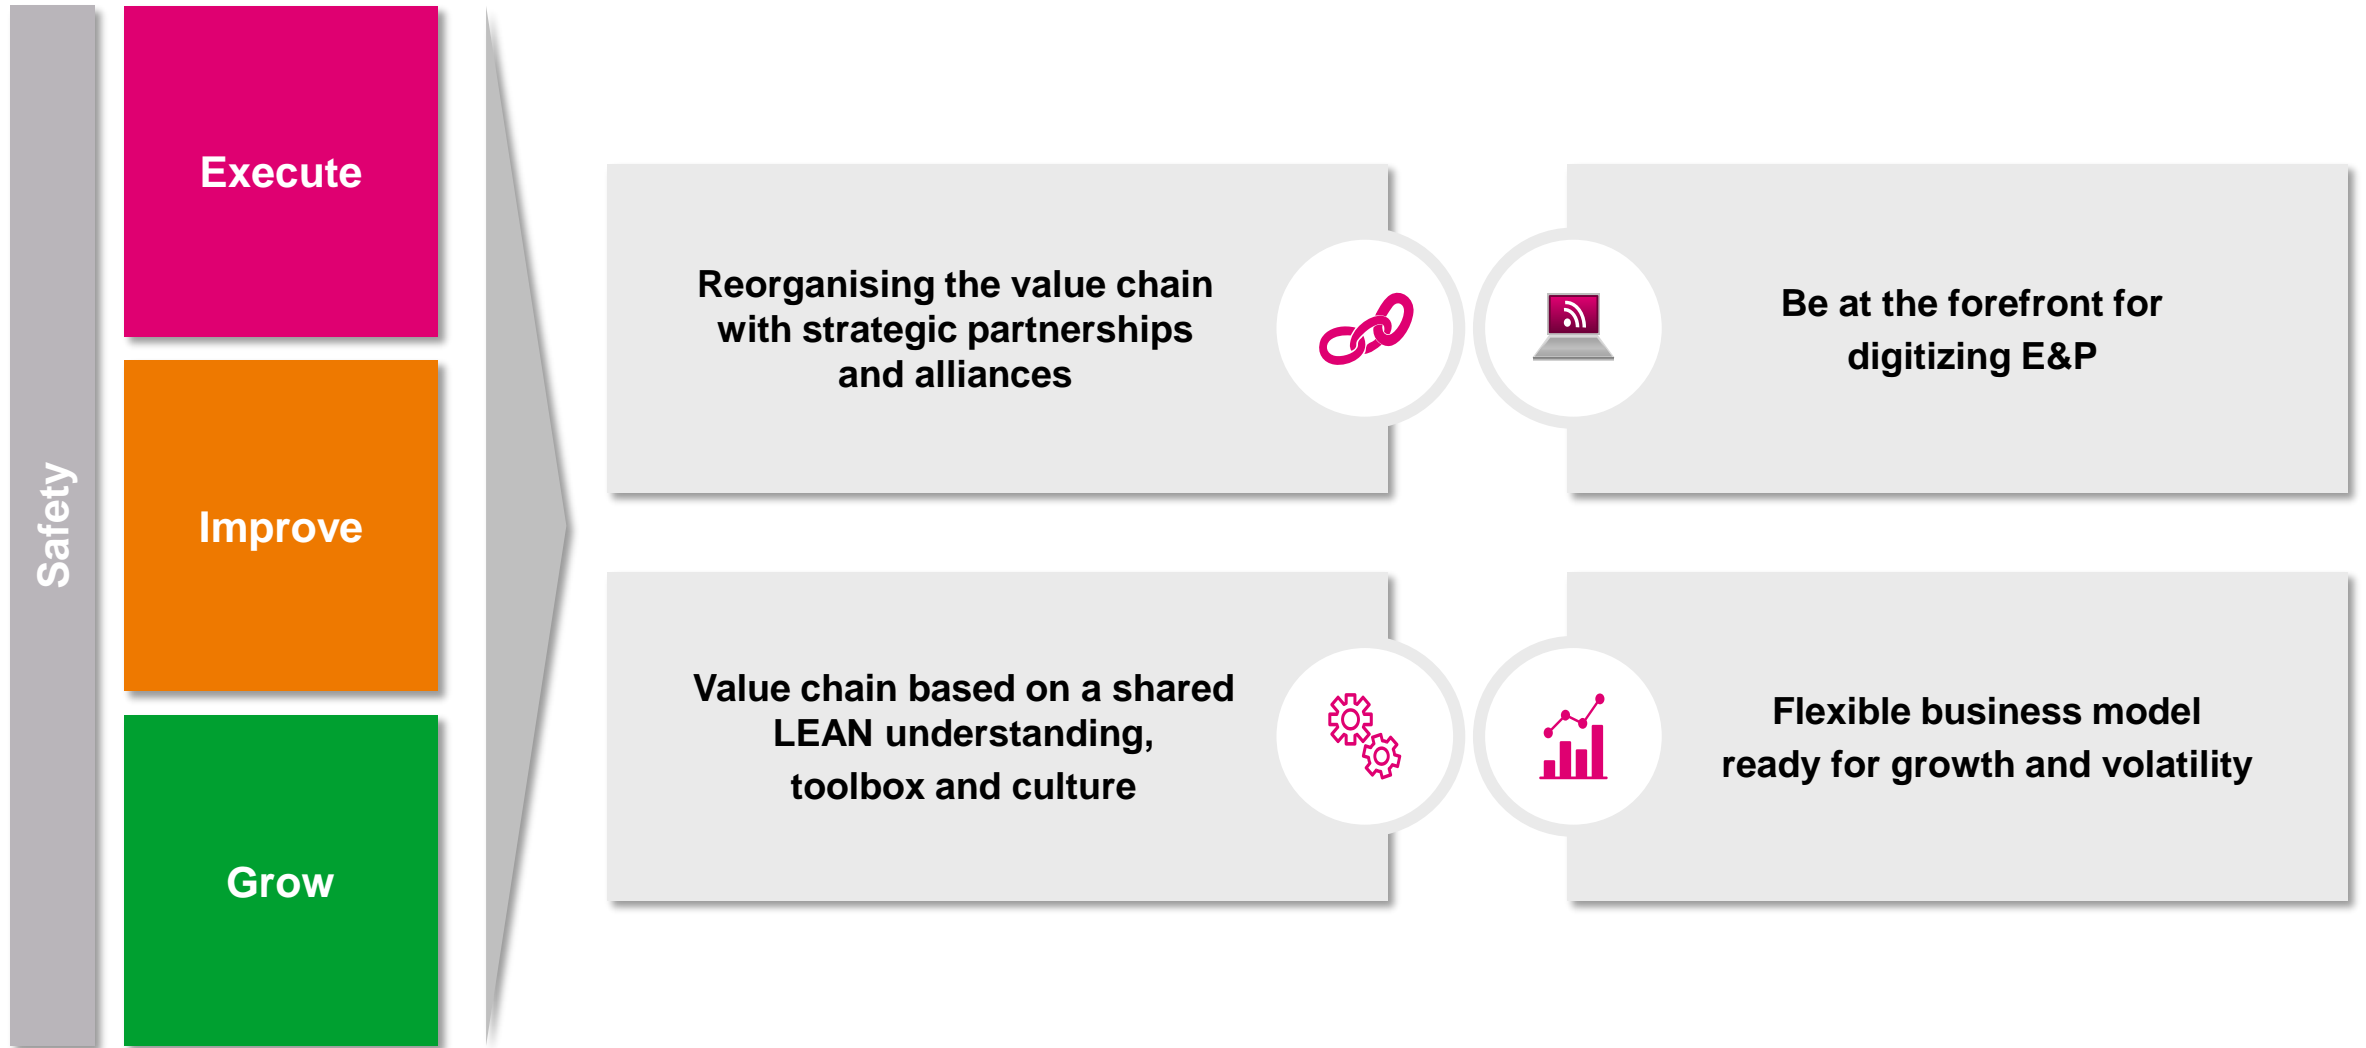 Safety
Execute
Improve
Grow
Reorganising the value chain
with strategic partnerships
and alliances
Be at the forefront for
digitizing E&P
Value chain based on a shared
LEAN understanding,
toolbox and culture
Flexible business model
ready for growth and volatility